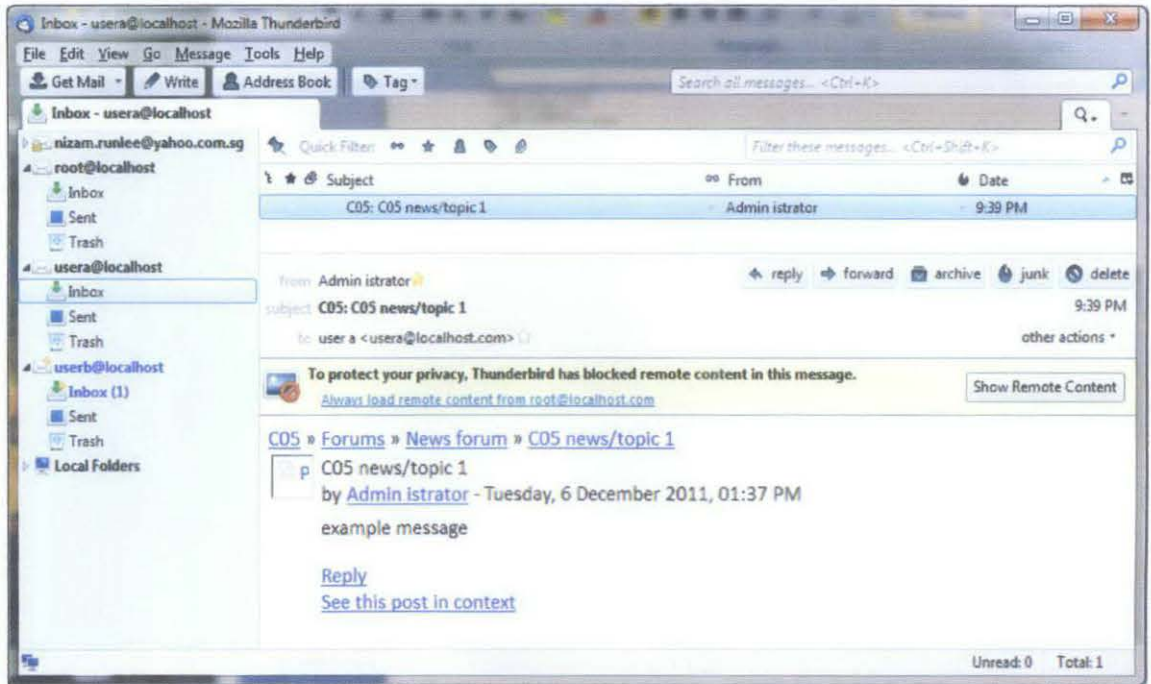 Inbox - usera@localhost - Mozilla Thunderbird
File Edit View Go Message Tools Help
Get Mail Write Address Book Tag
Search all messages... <Ctrl+K>
Inbox - usera@localhost
nizam.runlee@yahoo.com.sg
root@localhost
Inbox
Sent
Trash
usera@localhost
Inbox
Sent
Trash
userb@localhost
Inbox (1)
Sent
Trash
Local Folders
Quick Filter:
Filter these messages... <Ctrl+Shift+K>
Subject From Date
C05: C05 news/topic 1 Admin istrator 9:39 PM
from Admin istrator
reply forward archive junk delete
subject C05: C05 news/topic 1 9:39 PM
to user a <usera@localhost.com> other actions
To protect your privacy, Thunderbird has blocked remote content in this message.
Always load remote content from root@localhost.com
Show Remote Content
C05 » Forums » News forum » C05 news/topic 1
p C05 news/topic 1
by Admin istrator - Tuesday, 6 December 2011, 01:37 PM
example message
Reply
See this post in context
Unread: 0 Total: 1